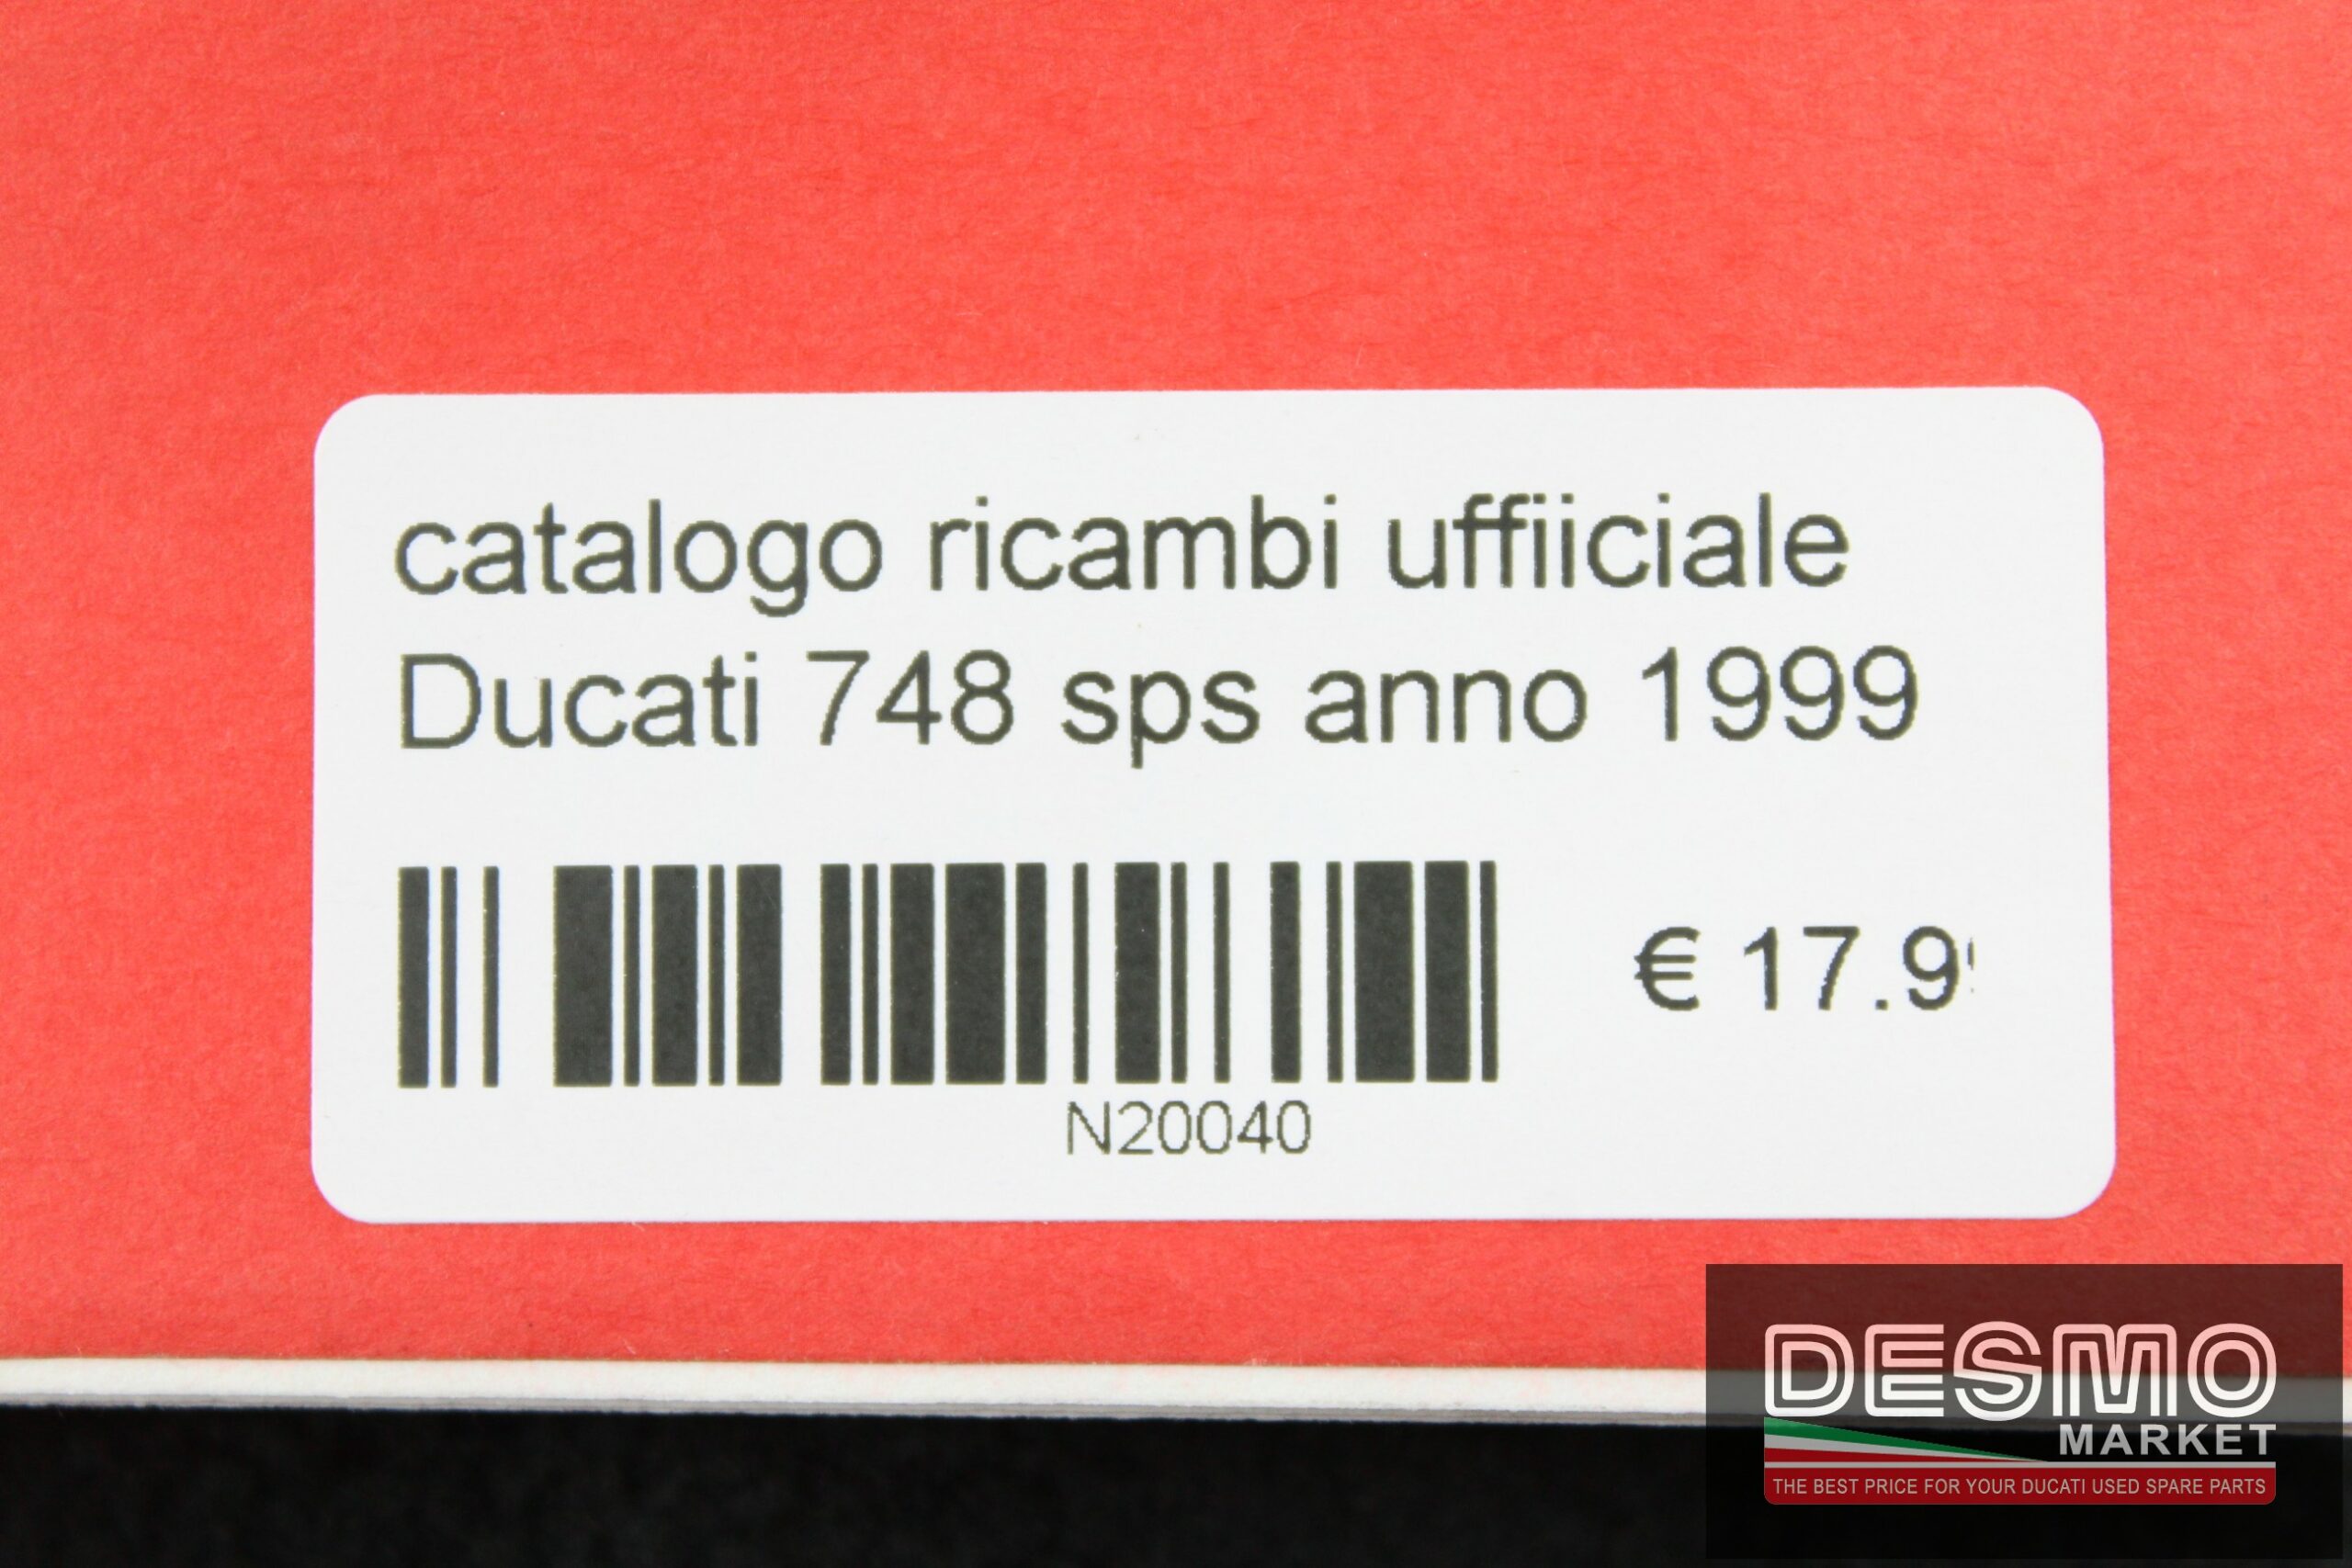 catalogo ricambi uffiiciale
Ducati 748 sps anno 1999
€ 17.9
N20040
DESMO
MARKET
THE BEST PRICE FOR YOUR DUCATI USED SPARE PARTS